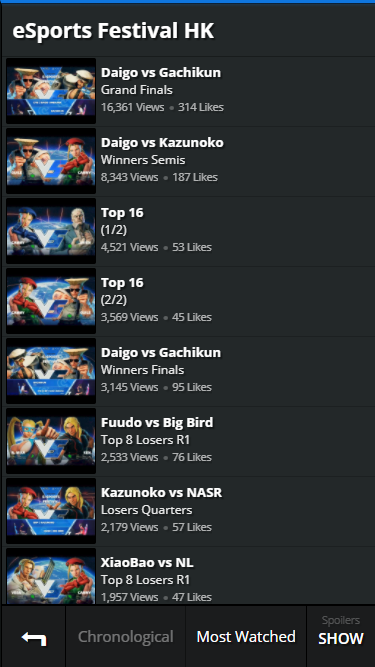 eSports Festival HK
Daigo vs Gachikun
Grand Finals
16,361 Views • 314 Likes
Daigo vs Kazunoko
Winners Semis
8,343 Views • 187 Likes
Top 16
(1/2)
4,521 Views • 53 Likes
Top 16
(2/2)
3,569 Views • 45 Likes
Daigo vs Gachikun
Winners Finals
3,145 Views • 95 Likes
Fuudo vs Big Bird
Top 8 Losers R1
2,533 Views • 76 Likes
Kazunoko vs NASR
Losers Quarters
2,179 Views • 57 Likes
XiaoBao vs NL
Top 8 Losers R1
1,957 Views • 47 Likes
Chronological
Most Watched
Spoilers
SHOW